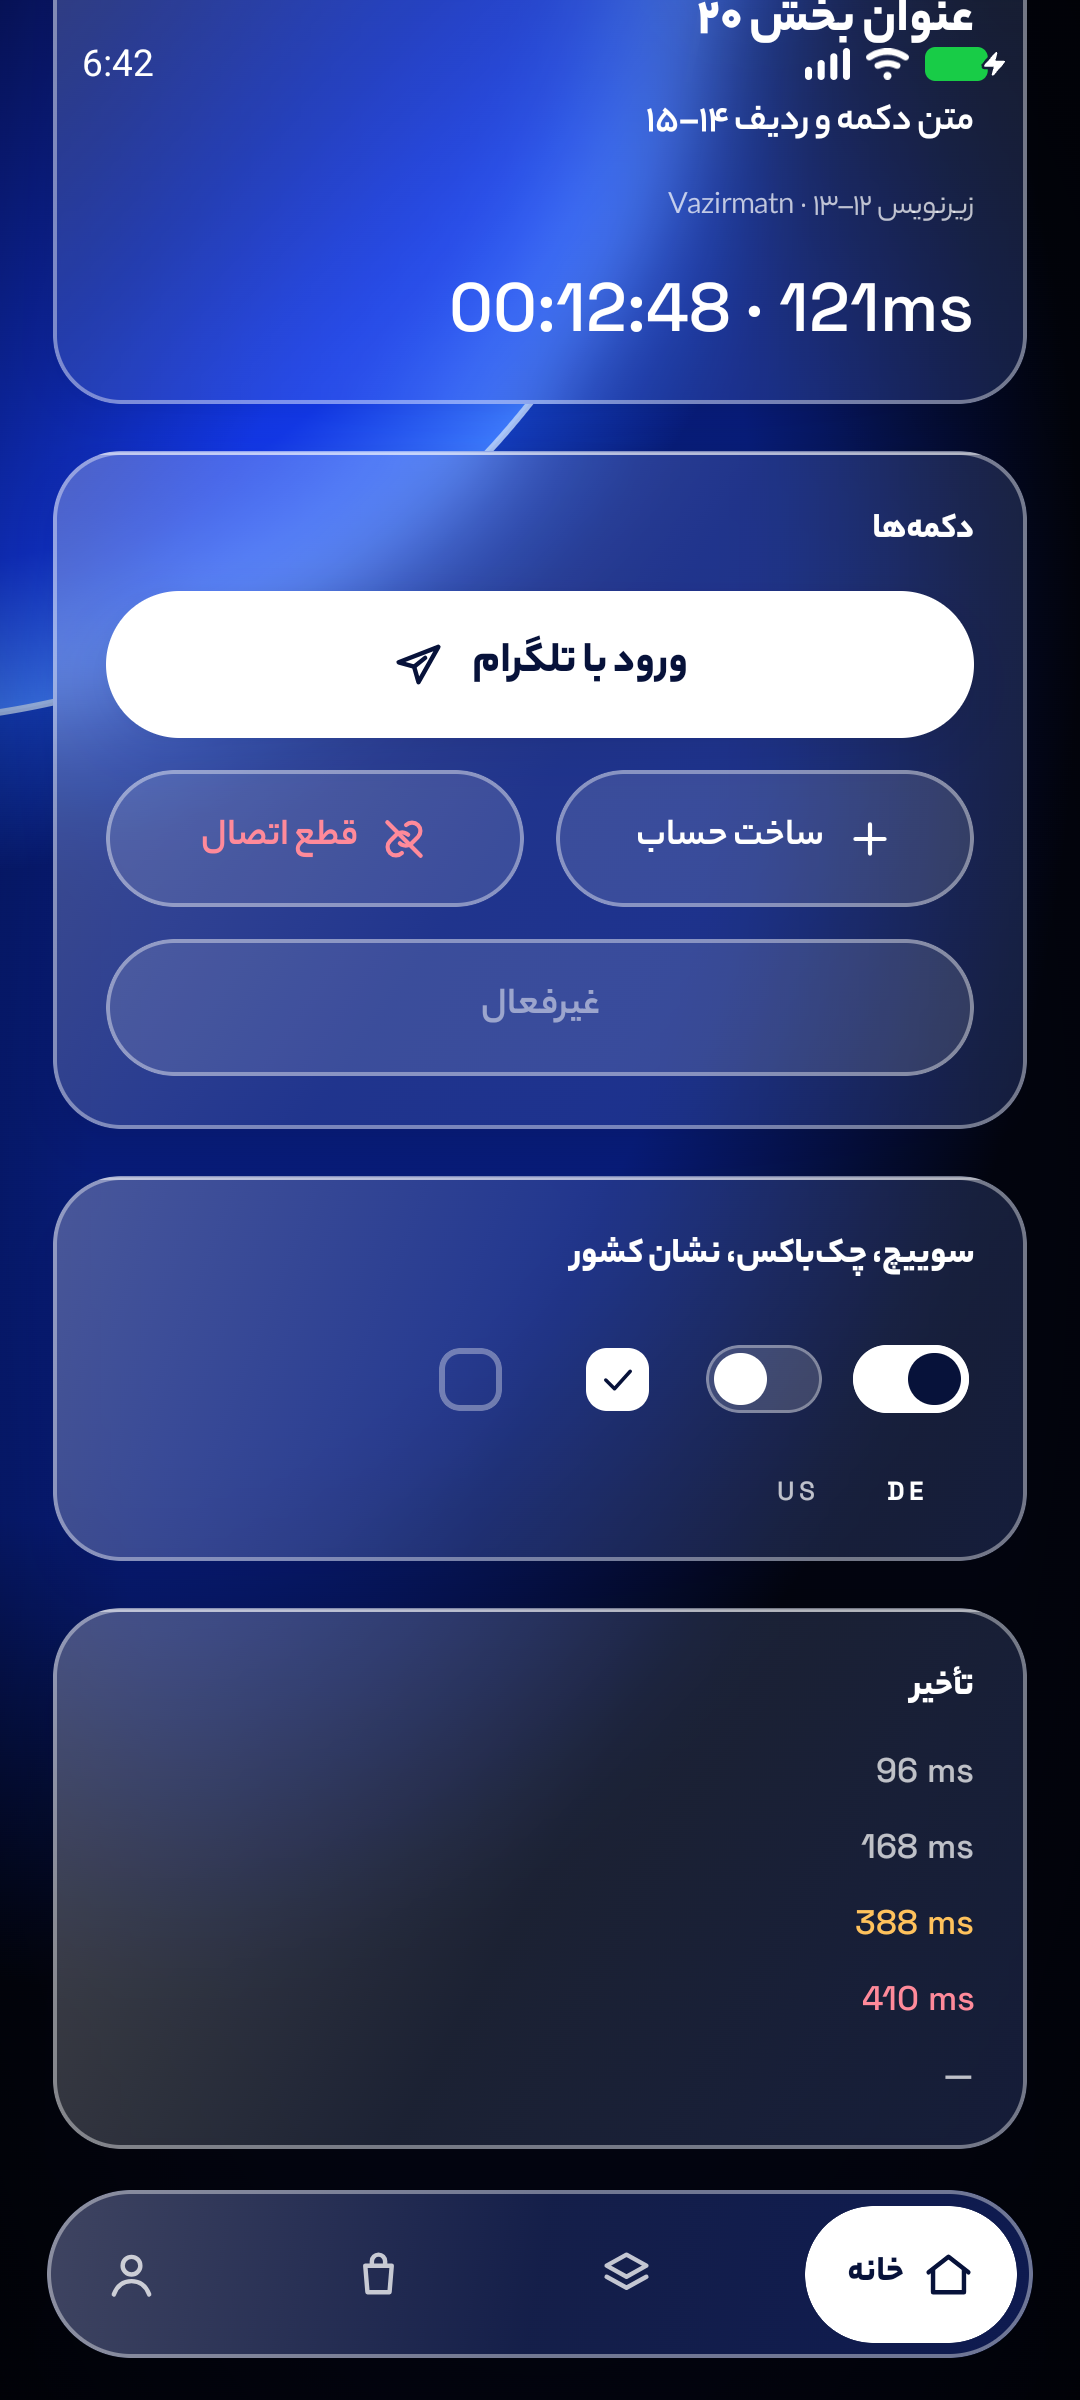 عنوان بخش ۲۰
6:42
متن دکمه و ردیف ۱۴–۱۵
زیرنویس ۱۲–۱۳ · Vazirmatn
00:12:48 · 121ms
دکمه‌ها
ورود با تلگرام
ساخت حساب
قطع اتصال
غیرفعال
سوییچ، چک‌باکس، نشان کشور
DE
US
تأخیر
96 ms
168 ms
388 ms
410 ms
—
خانه